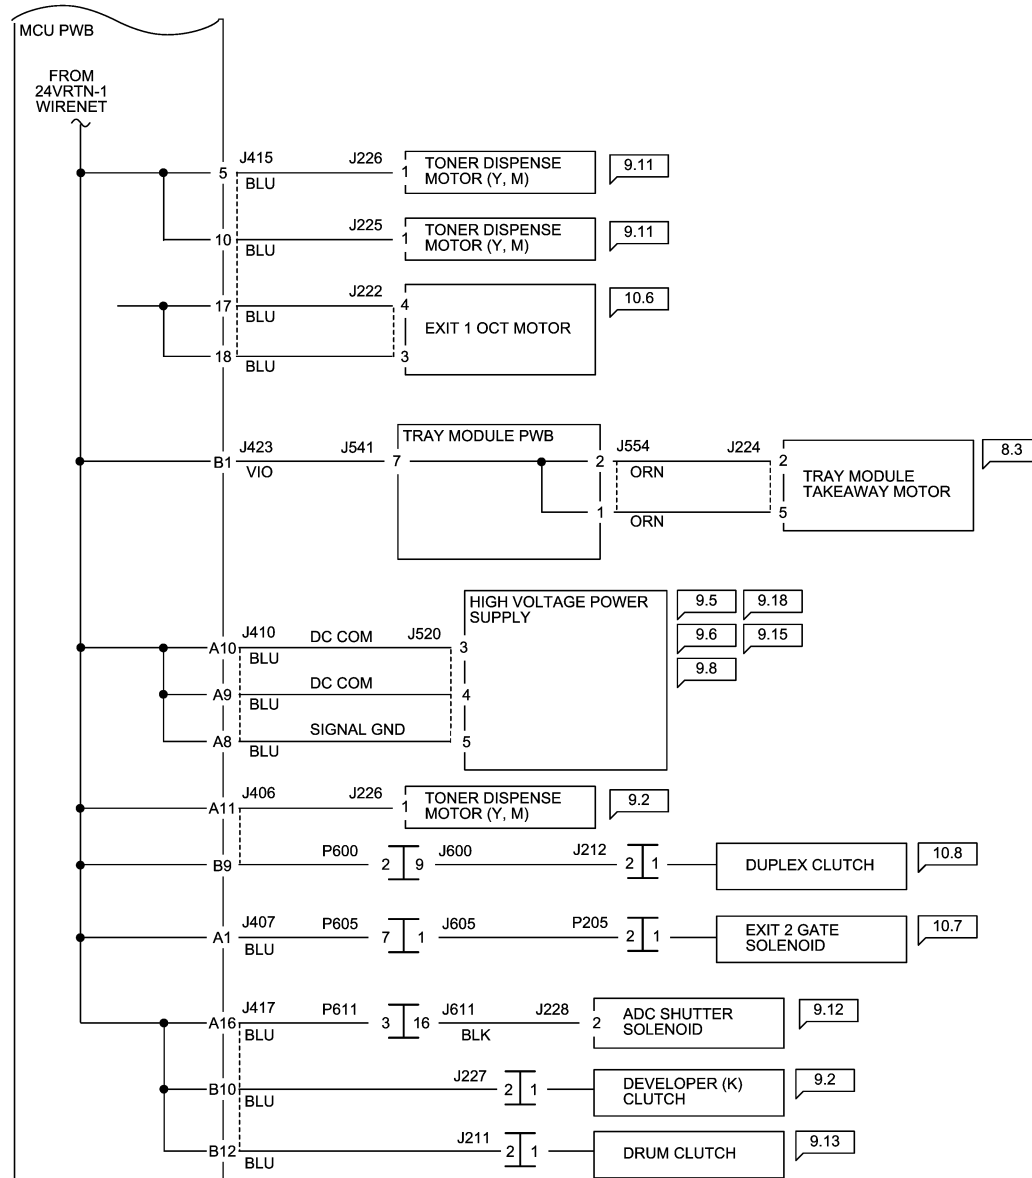 MCU PWB
FROM
24VRTN-1
WIRENET
5 J415 BLU J226 1 TONER DISPENSE
MOTOR (Y, M)
9.11
10 BLU J225 1 TONER DISPENSE
MOTOR (Y, M)
9.11
17 BLU J222 4
EXIT 1 OCT MOTOR
10.6
18 BLU 3
B1 J423 VIO J541 7
TRAY MODULE PWB
2 J554 ORN J224 2
1 ORN 5
TRAY MODULE
TAKEAWAY MOTOR
8.3
HIGH VOLTAGE POWER
SUPPLY
9.5 9.18
9.6 9.15
9.8
A10 J410 BLU DC COM J520 3
A9 BLU DC COM 4
A8 BLU SIGNAL GND 5
A11 J406 J226 1 TONER DISPENSE
MOTOR (Y, M)
9.2
B9 P600 2 9 J600 J212 2 1 DUPLEX CLUTCH
10.8
A1 J407 BLU P605 7 1 J605 P205 2 1 EXIT 2 GATE
SOLENOID
10.7
A16 J417 BLU P611 3 16 J611 BLK J228 2 ADC SHUTTER
SOLENOID
9.12
B10 BLU J227 2 1 DEVELOPER (K)
CLUTCH
9.2
B12 BLU J211 2 1 DRUM CLUTCH
9.13